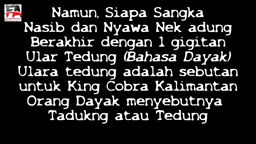 Namun, Siapa Sangka
Nasib dan Nyawa Nek adung
Berakhir dengan 1 gigitan
Ular Tedung (Bahasa Dayak)
Ulara tedung adalah sebutan
untuk King Cobra Kalimantan
Orang Dayak menyebutnya
Tadukng atau Tedung